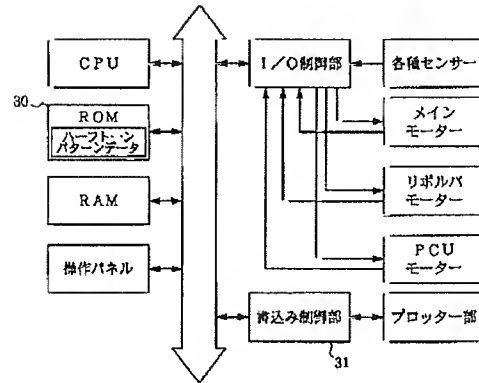 CPU
30
ROM
ハーフトーン
パターンデータ
RAM
操作パネル
I/O制御部
各種センサー
メイン
モーター
リボルバ
モーター
PCU
モーター
書込み制御部
31
プロッター部